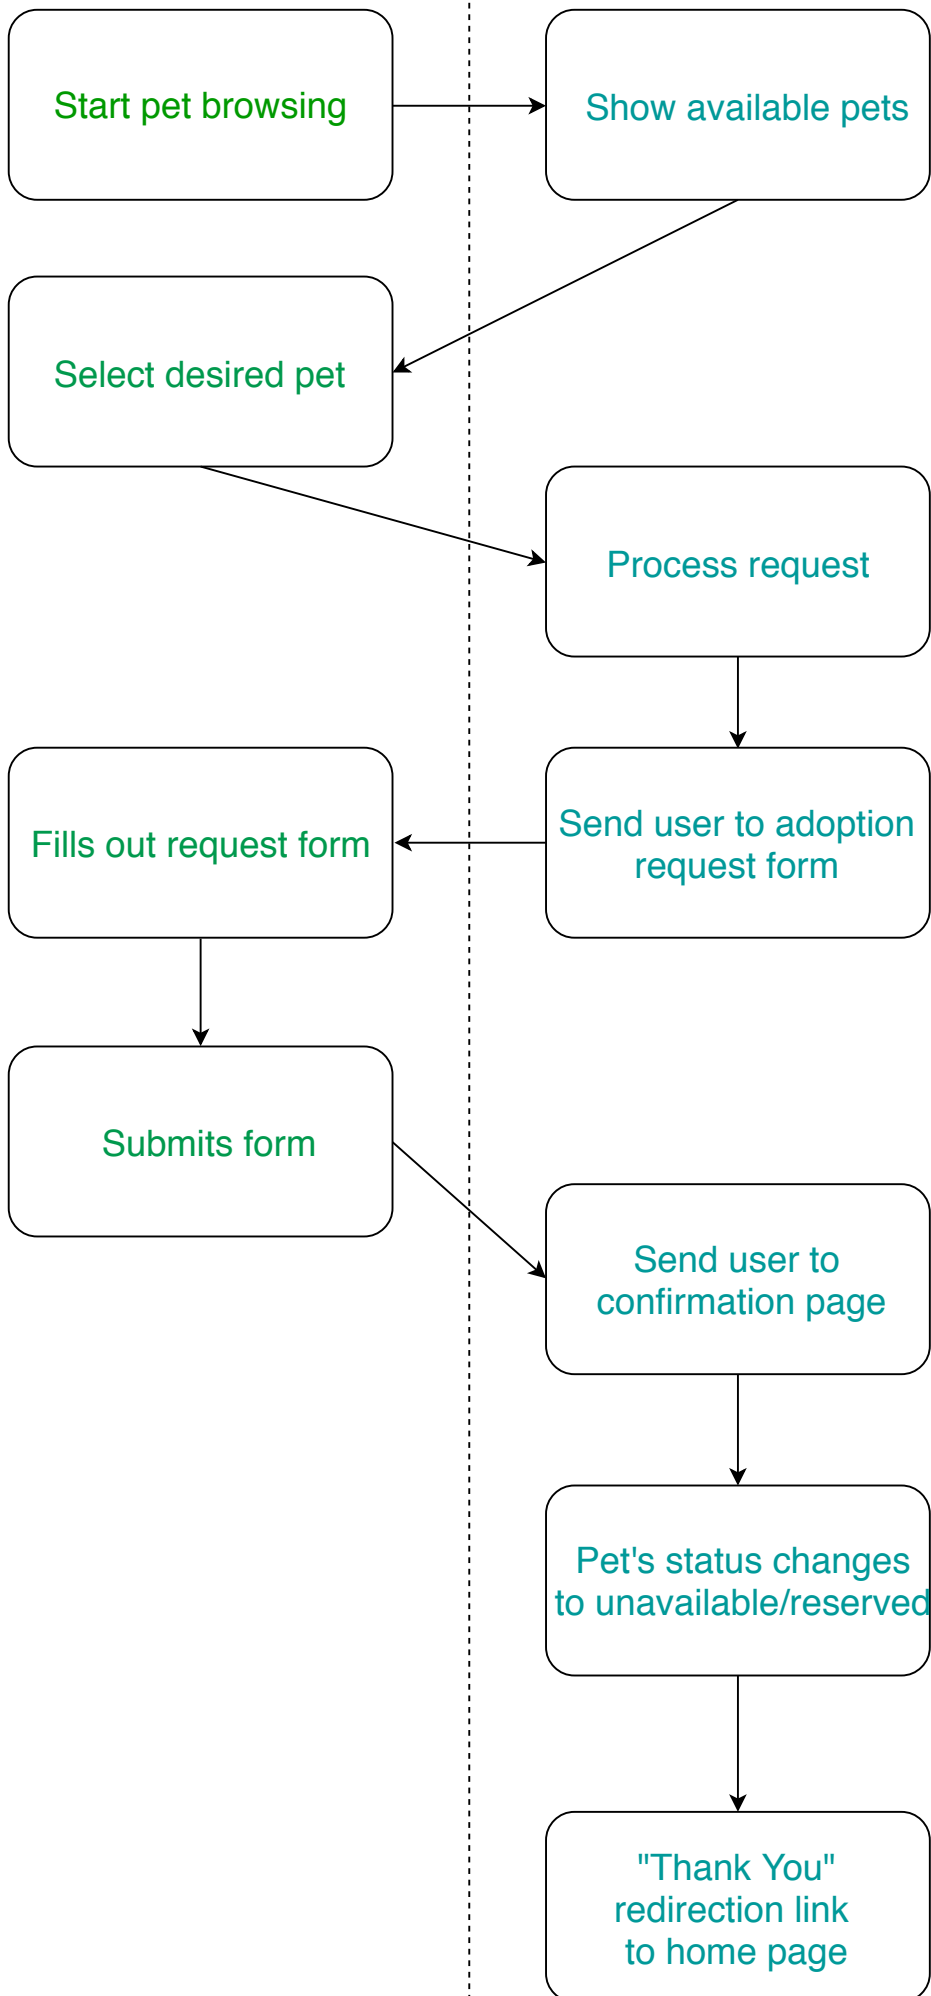 Start pet browsing
Show available pets
Select desired pet
Process request
Fills out request form
Send user to adoption
request form
Submits form
Send user to
confirmation page
Pet's status changes
to unavailable/reserved
"Thank You"
redirection link
to home page